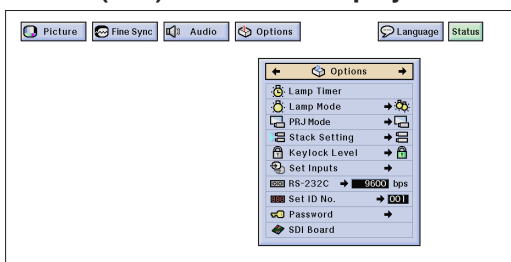 Picture Fine Sync Audio Options Language Status
← Options →
Lamp Timer
Lamp Mode →
PRJ Mode →
Stack Setting →
Keylock Level →
Set Inputs →
RS-232C → 9600 bps
Set ID No. → 001
Password →
SDI Board